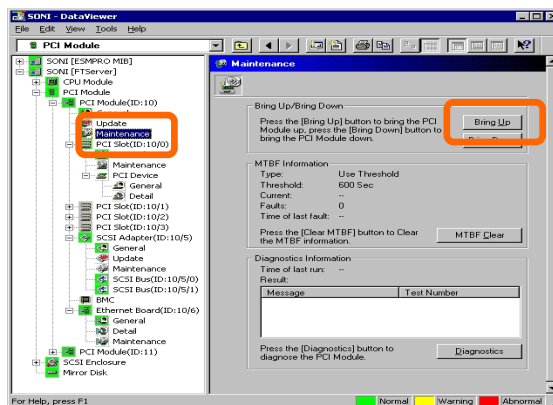 SONI - DataViewer
File Edit View Tools Help
PCI Module
SONI [ESMPRO MIB]
SONI [FTServer]
CPU Module
PCI Module
PCI Module(ID:10)
Update
Maintenance
PCI Slot(ID:10/0)
Maintenance
PCI Device
General
Detail
PCI Slot(ID:10/1)
PCI Slot(ID:10/2)
PCI Slot(ID:10/3)
SCSI Adapter(ID:10/5)
General
Update
Maintenance
SCSI Bus(ID:10/5/0)
SCSI Bus(ID:10/5/1)
BMC
Ethernet Board(ID:10/6)
General
Detail
Maintenance
PCI Module(ID:11)
SCSI Enclosure
Mirror Disk
Maintenance
Bring Up/Bring Down
Press the [Bring Up] button to bring the PCI
Module up, press the [Bring Down] button to
bring the PCI Module down.
Bring Up
MTBF Information
Type: Use Threshold
Threshold: 600 Sec
Current: --
Faults: 0
Time of last fault: --
Press the [Clear MTBF] button to Clear
the MTBF information.
MTBF Clear
Diagnostics Information
Time of last run: --
Result:
Message Test Number
Press the [Diagnostics] button to
diagnose the PCI Module.
Diagnostics
For Help, press F1
Normal Warning Abnormal